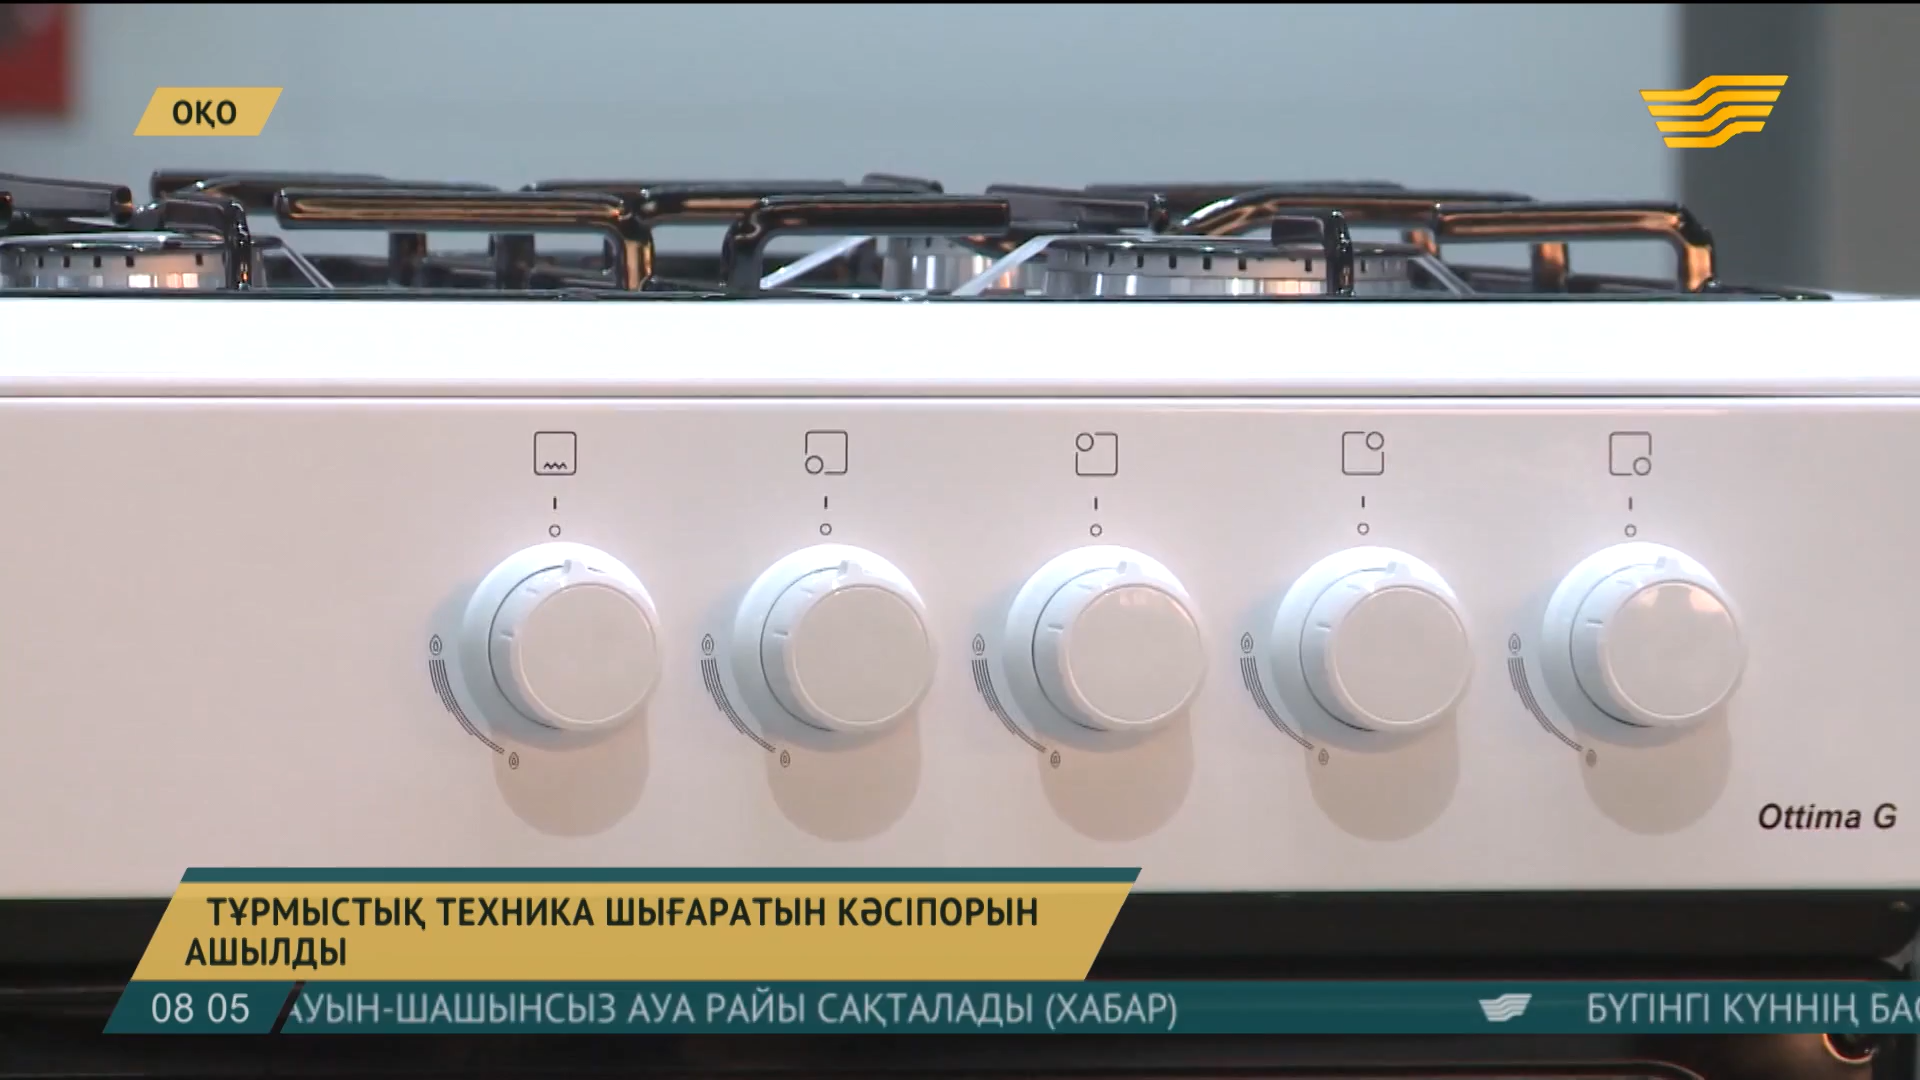 ОҚО
Ottima G
ТҰРМЫСТЫҚ ТЕХНИКА ШЫҒАРАТЫН КӘСІПОРЫН
АШЫЛДЫ
08 05
АУЫН-ШАШЫНСЫЗ АУА РАЙЫ САҚТАЛАДЫ (ХАБАР)
БҮГІНГІ КҮННІҢ